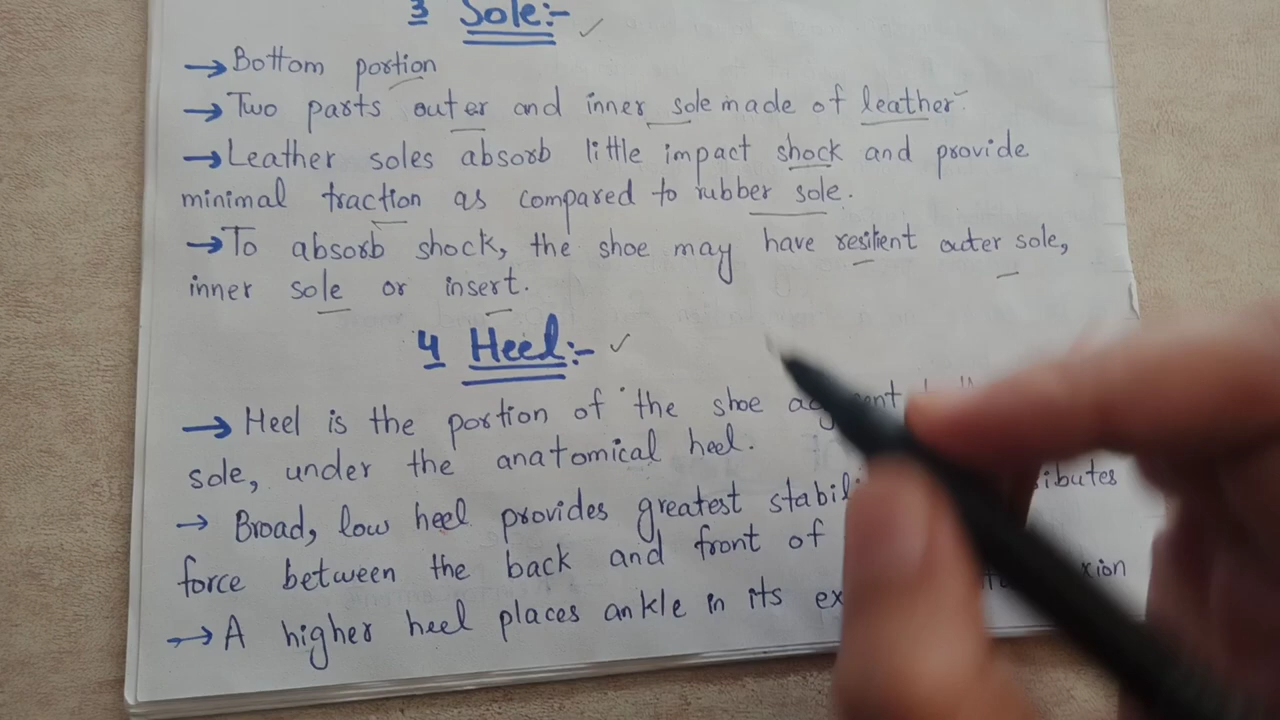 3 Sole:-
→ Bottom portion
→ Two parts outer and inner sole made of leather.
→ Leather soles absorb little impact shock and provide
minimal traction as compared to rubber sole.
→ To absorb shock, the shoe may have resilient outer sole,
inner sole or insert.
4 Heel:-
→ Heel is the portion of the shoe
sole, under the anatomical heel.
→ Broad, low heel provides greatest
force between the back and front of
→ A higher heel places ankle in its